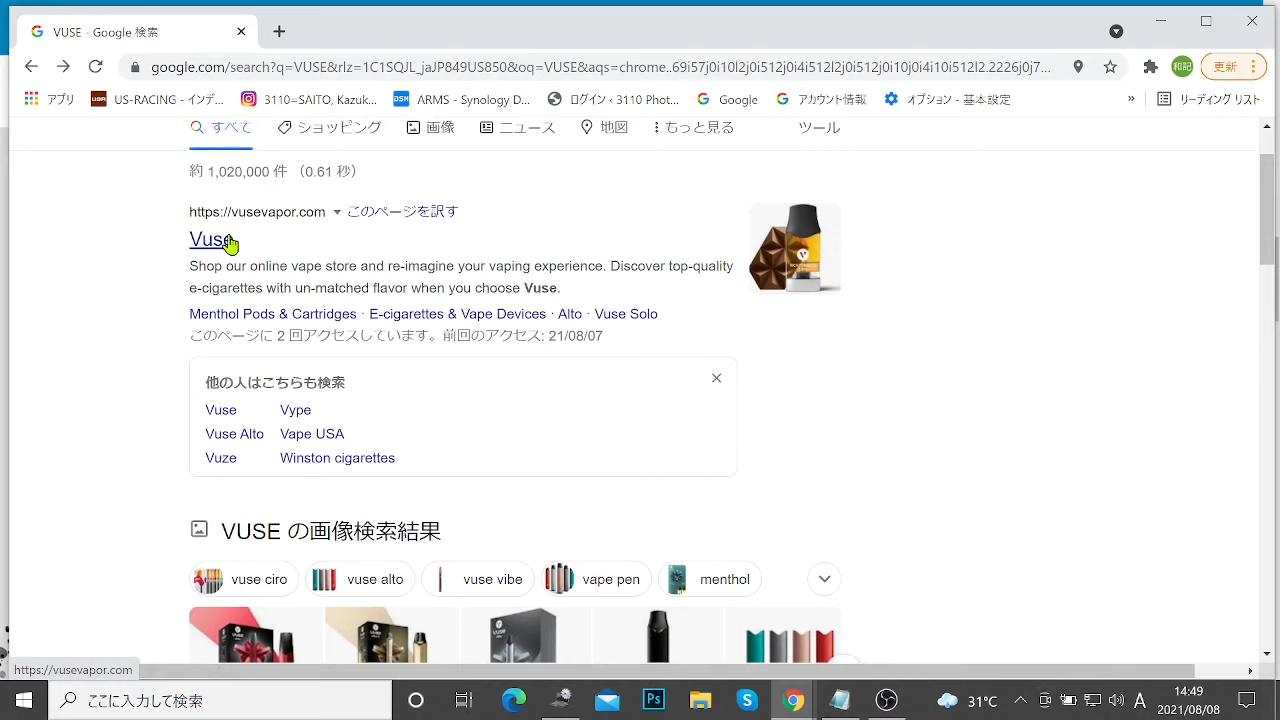 VUSE - Google 検索
google.com/search?q=VUSE&rlz=1C1SQJL_jaJP849US850&oq=VUSE&aqs=chrome..69i57j0i10l2j0i512j0i4i512l2j0i512j0i10j0i4i10i512l2.2226j0j7...
和記
更新
アプリ
US-RACING - インデ...
3110=SAITO, Kazuk...
ARMS - Synology D...
ログイン ‹ 3110 Phot...
Google
アカウント情報
オプション - 基本設定
»
リーディング リスト
すべて
ショッピング
画像
ニュース
地図
もっと見る
ツール
約 1,020,000 件 （0.61 秒）
https://vusevapor.com
このページを訳す
Vuse
Shop our online vape store and re-imagine your vaping experience. Discover top-quality
e-cigarettes with un-matched flavor when you choose Vuse.
Menthol Pods & Cartridges · E-cigarettes & Vape Devices · Alto · Vuse Solo
このページに 2 回アクセスしています。前回のアクセス: 21/08/07
他の人はこちらも検索
Vuse Vype
Vuse Alto Vape USA
Vuze Winston cigarettes
VUSE の画像検索結果
vuse ciro
vuse alto
vuse vibe
vape pen
menthol
VUSE
VUSE
VUSE
https://vusevapor.com
ここに入力して検索
Ps
31°C
A
14:49
2021/08/08